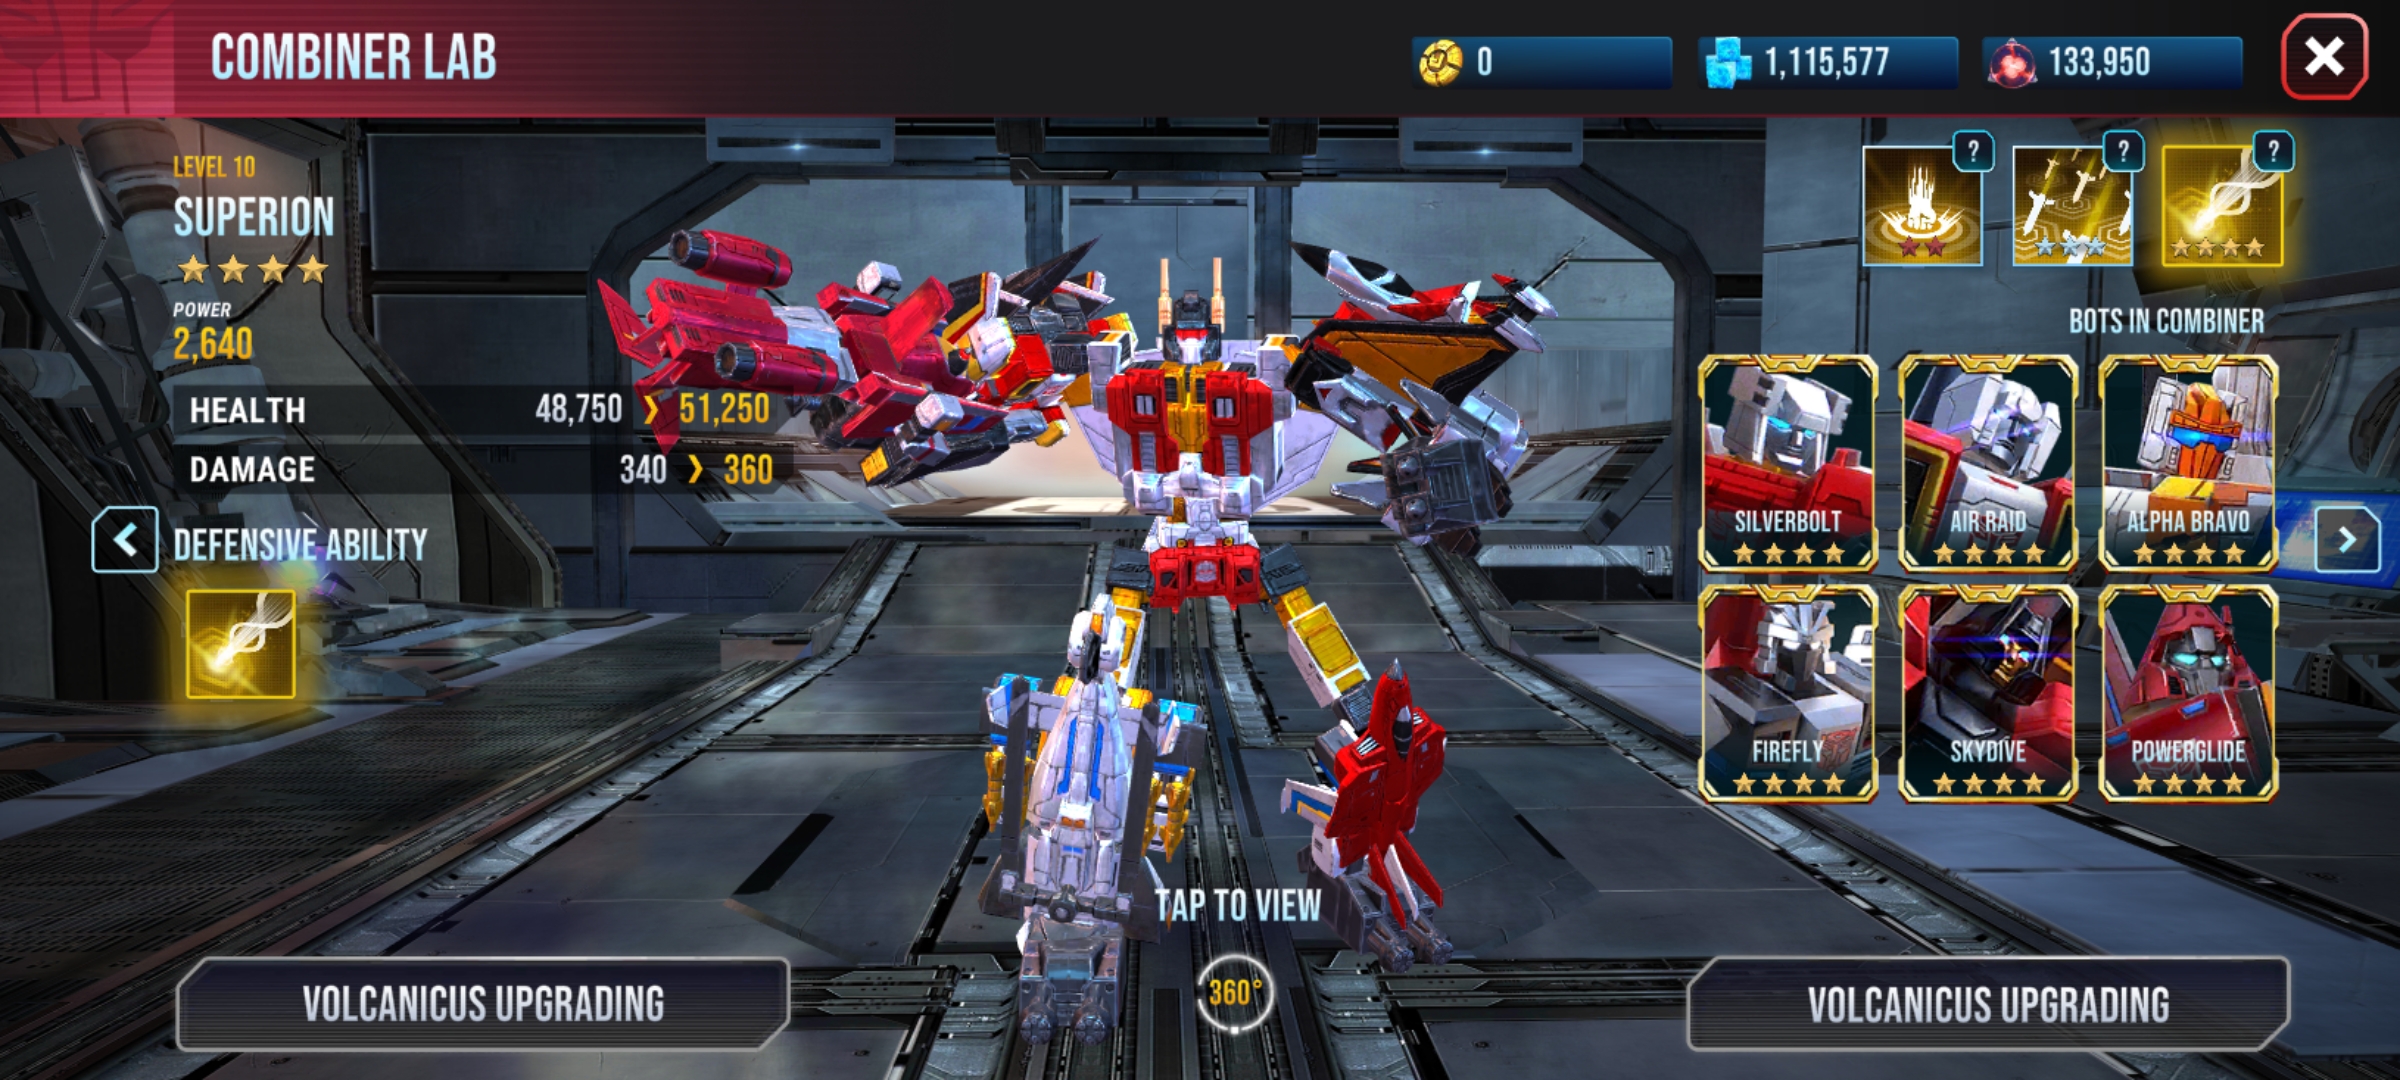 COMBINER LAB
0
1,115,577
133,950
LEVEL 10
SUPERION
POWER
2,640
HEALTH 48,750 > 51,250
DAMAGE 340 > 360
DEFENSIVE ABILITY
?
?
?
BOTS IN COMBINER
SILVERBOLT
AIR RAID
ALPHA BRAVO
FIREFLY
SKYDIVE
POWERGLIDE
TAP TO VIEW
360°
VOLCANICUS UPGRADING
VOLCANICUS UPGRADING